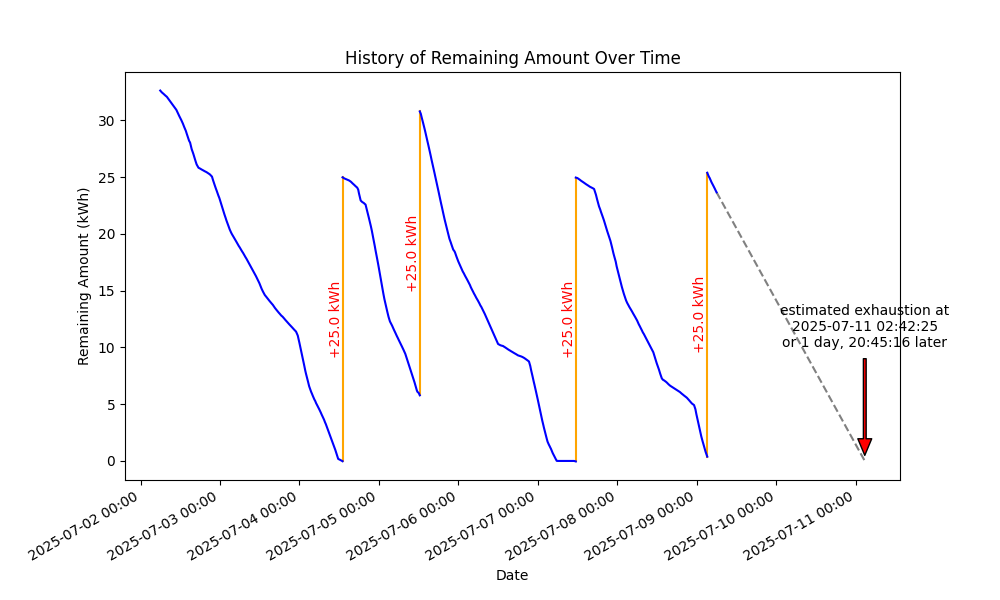 History of Remaining Amount Over Time
Remaining Amount (kWh)
30
25
20
15
10
5
0
+25.0 kWh
+25.0 kWh
+25.0 kWh
+25.0 kWh
estimated exhaustion at
2025-07-11 02:42:25
or 1 day, 20:45:16 later
2025-07-02 00:00
2025-07-03 00:00
2025-07-04 00:00
2025-07-05 00:00
2025-07-06 00:00
2025-07-07 00:00
2025-07-08 00:00
2025-07-09 00:00
2025-07-10 00:00
2025-07-11 00:00
Date